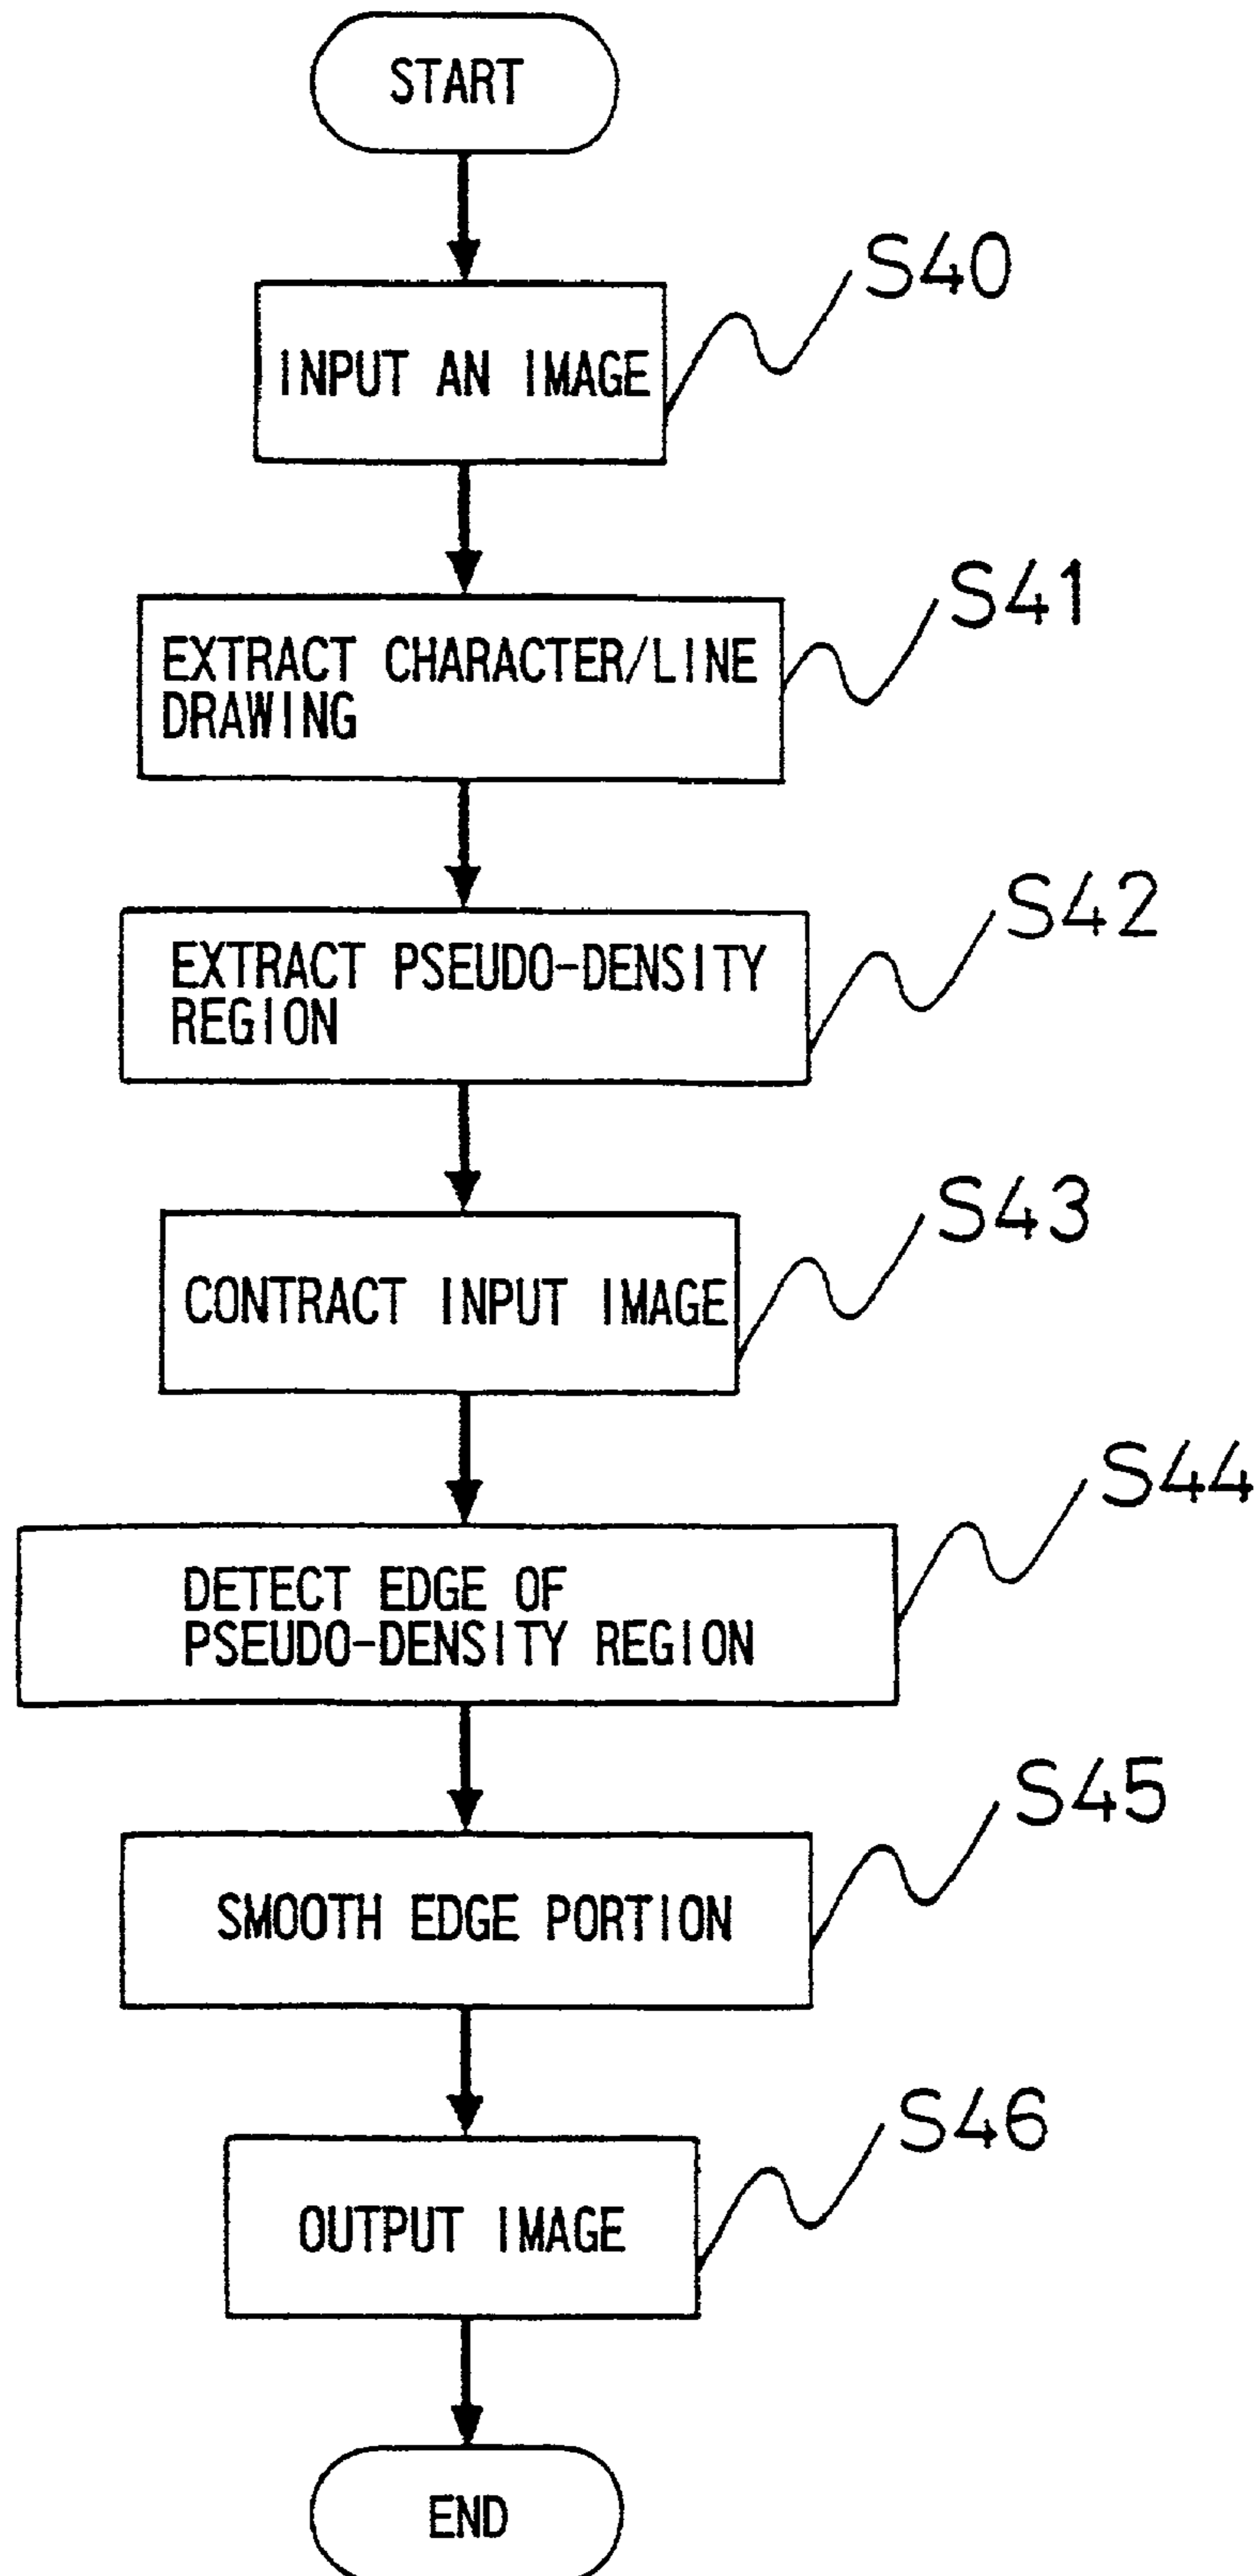 START
S40
INPUT AN IMAGE
S41
EXTRACT CHARACTER/LINE
DRAWING
S42
EXTRACT PSEUDO-DENSITY
REGION
S43
CONTRACT INPUT IMAGE
S44
DETECT EDGE OF
PSEUDO-DENSITY REGION
S45
SMOOTH EDGE PORTION
S46
OUTPUT IMAGE
END